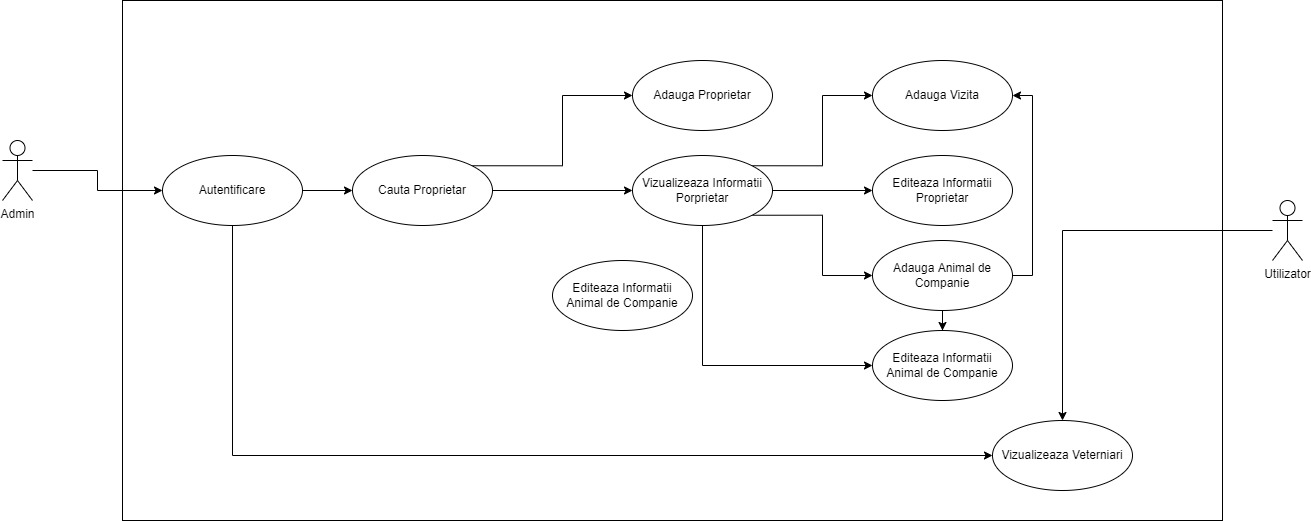 Adauga Proprietar
Adauga Vizita
Admin
Autentificare
Cauta Proprietar
Vizualizeaza Informatii
Porprietar
Editeaza Informatii
Proprietar
Utilizator
Adauga Animal de
Companie
Editeaza Informatii
Animal de Companie
Editeaza Informatii
Animal de Companie
Vizualizeaza Veterniari